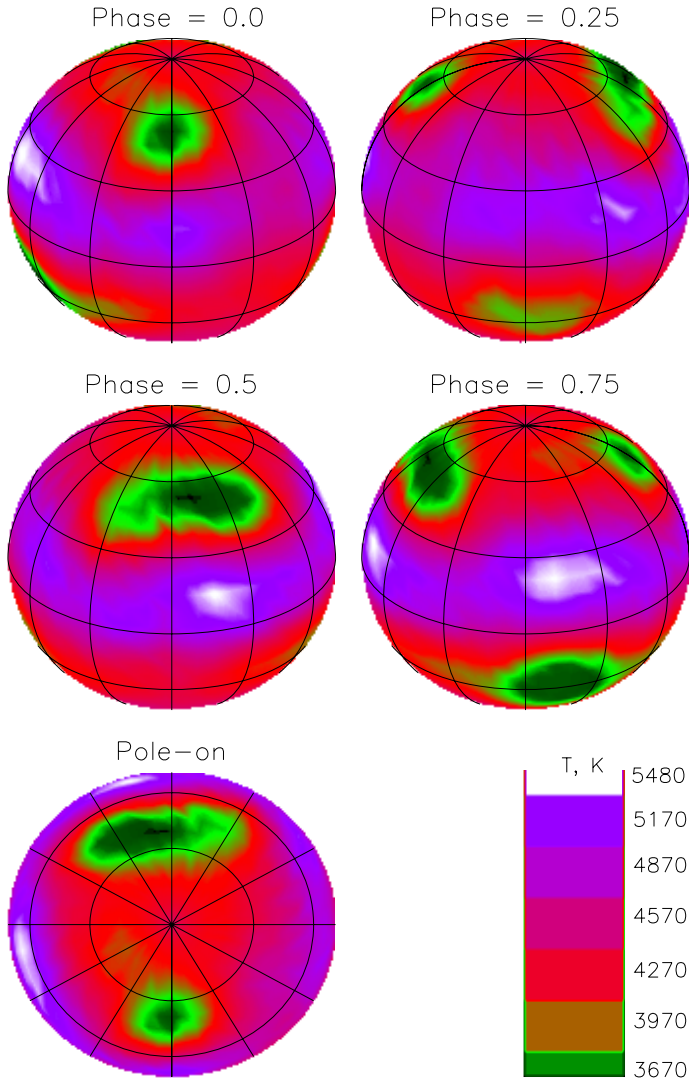 Phase = 0.0
Phase = 0.25
Phase = 0.5
Phase = 0.75
Pole−on
T, K
5480
5170
4870
4570
4270
3970
3670